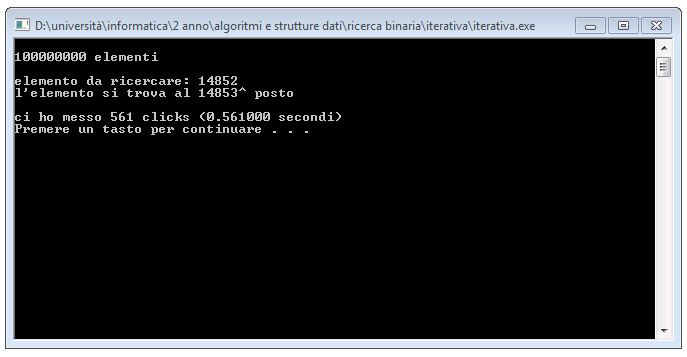 D:\università\informatica\2 anno\algoritmi e strutture dati\ricerca binaria\iterativa\iterativa.exe
100000000 elementi
elemento da ricercare: 14852
l'elemento si trova al 14853^ posto
ci ho messo 561 clicks (0.561000 secondi)
Premere un tasto per continuare . . .